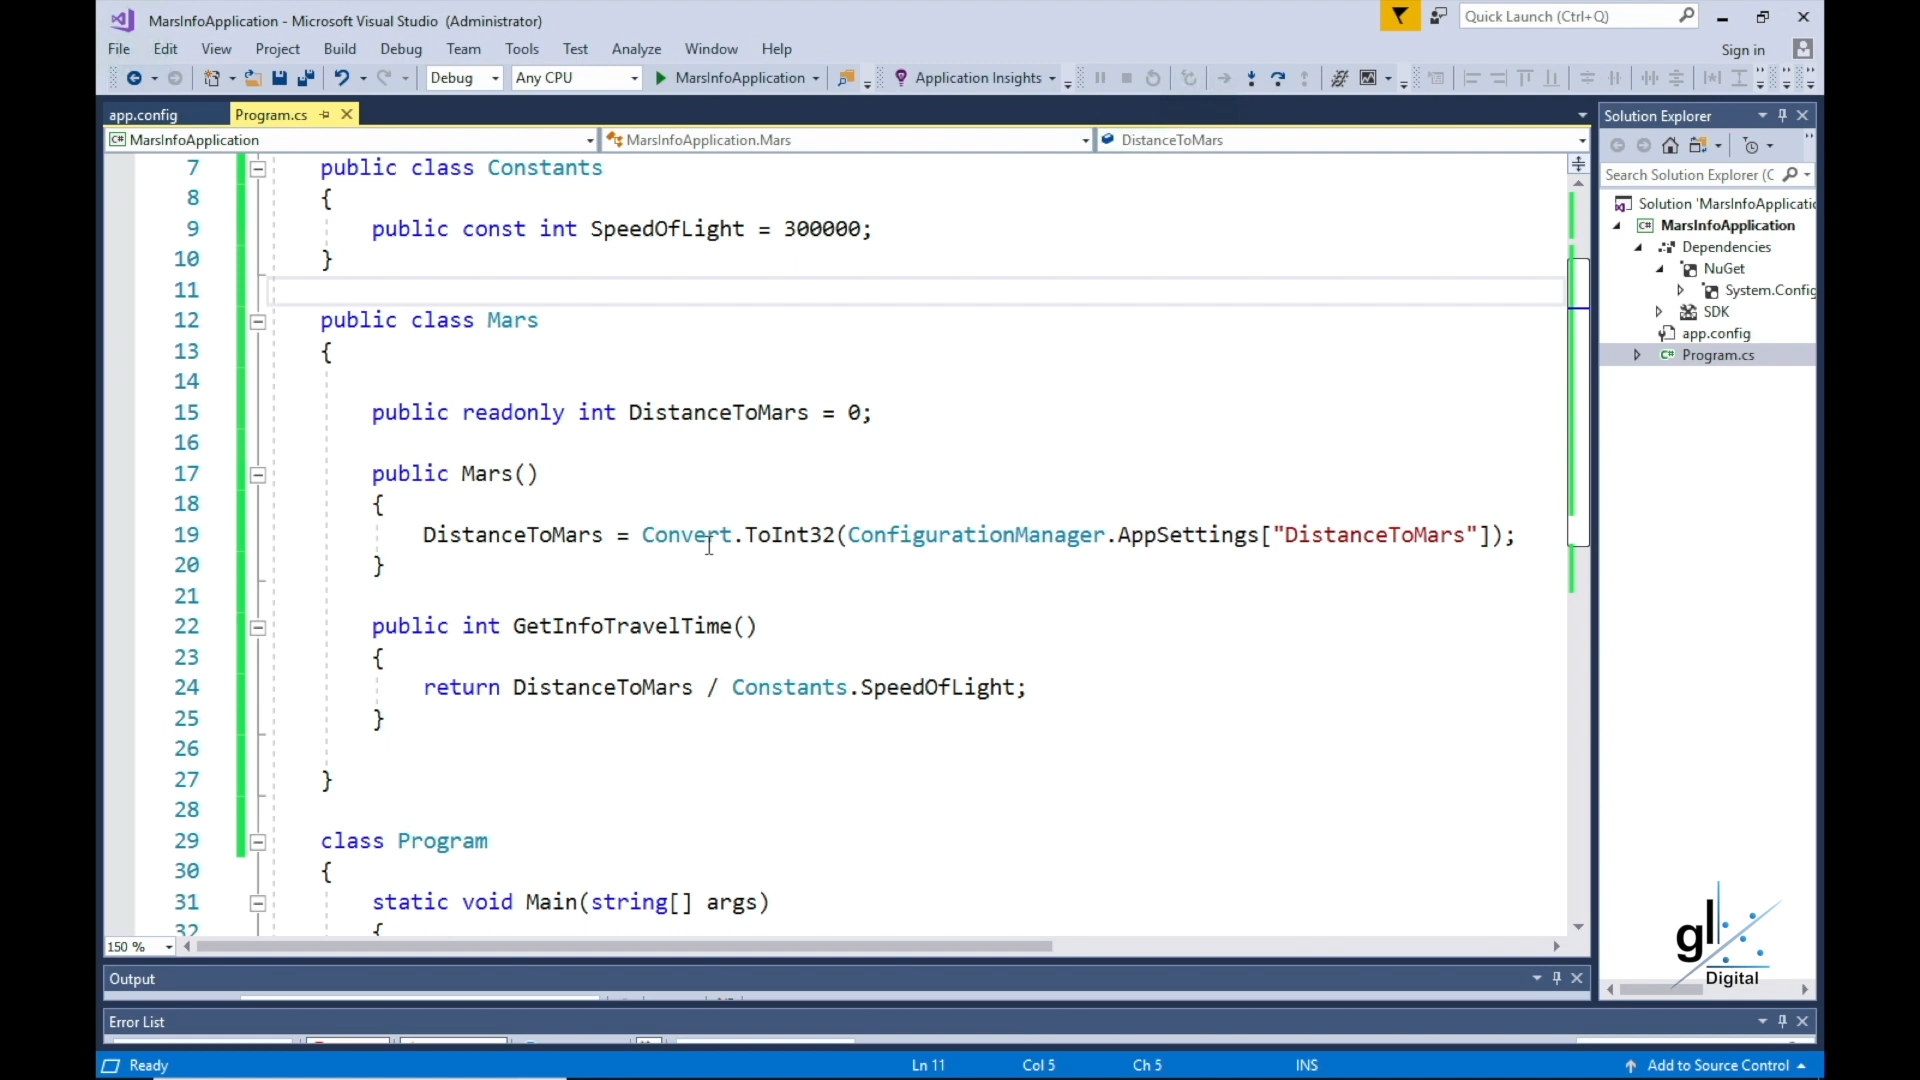 MarsInfoApplication - Microsoft Visual Studio (Administrator)
Quick Launch (Ctrl+Q)
File Edit View Project Build Debug Team Tools Test Analyze Window Help
Sign in
Debug Any CPU MarsInfoApplication Application Insights
app.config Program.cs
MarsInfoApplication MarsInfoApplication.Mars DistanceToMars
7 public class Constants
8 {
9 public const int SpeedOfLight = 300000;
10 }
11
12 public class Mars
13 {
14
15 public readonly int DistanceToMars = 0;
16
17 public Mars()
18 {
19 DistanceToMars = Convert.ToInt32(ConfigurationManager.AppSettings["DistanceToMars"]);
20 }
21
22 public int GetInfoTravelTime()
23 {
24 return DistanceToMars / Constants.SpeedOfLight;
25 }
26
27 }
28
29 class Program
30 {
31 static void Main(string[] args)
32 {
150 %
Solution Explorer
Search Solution Explorer (C
Solution 'MarsInfoApplicatio
MarsInfoApplication
Dependencies
NuGet
System.Config
SDK
app.config
Program.cs
gl
Digital
Output
Error List
Ready Ln 11 Col 5 Ch 5 INS Add to Source Control